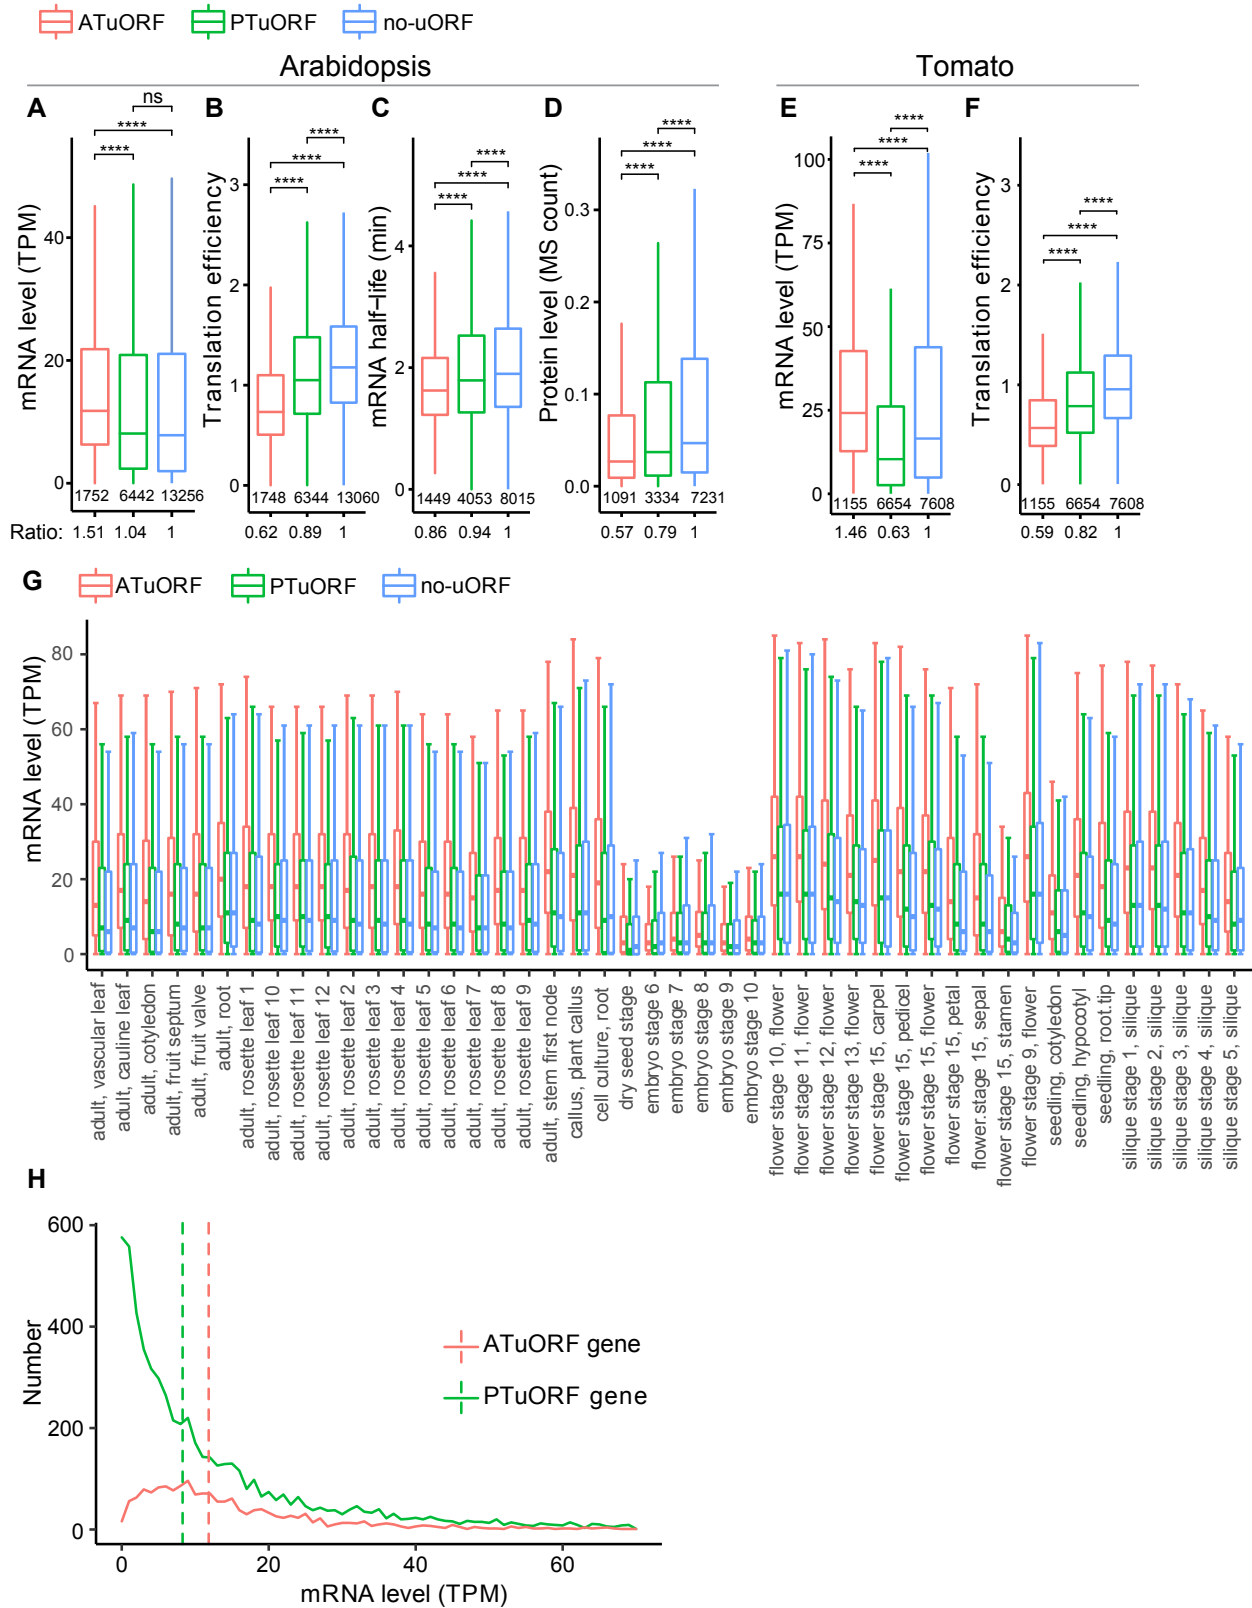 ATuORF PTuORF no-uORF
Arabidopsis Tomato
A B C D E F
ns
**** **** **** **** **** **** **** **** **** **** **** **** **** **** **** **** ****
mRNA level (TPM)
40
20
0
1752 6442 13256
Translation efficiency
3
2
1
0
1748 6344 13060
mRNA half-life (min)
4
2
0
1449 4053 8015
Protein level (MS count)
0.3
0.2
0.1
0.0
1091 3334 7231
mRNA level (TPM)
100
75
50
25
0
1155 6654 7608
Translation efficiency
3
2
1
0
1155 6654 7608
Ratio: 1.51 1.04 1 0.62 0.89 1 0.86 0.94 1 0.57 0.79 1 1.46 0.63 1 0.59 0.82 1
G ATuORF PTuORF no-uORF
mRNA level (TPM)
80
60
40
20
0
adult, vascular leaf
adult, cauline leaf
adult, cotyledon
adult, fruit septum
adult, fruit valve
adult, root
adult, rosette leaf 1
adult, rosette leaf 10
adult, rosette leaf 11
adult, rosette leaf 12
adult, rosette leaf 2
adult, rosette leaf 3
adult, rosette leaf 4
adult, rosette leaf 5
adult, rosette leaf 6
adult, rosette leaf 7
adult, rosette leaf 8
adult, rosette leaf 9
adult, stem first node
callus, plant callus
cell culture, root
dry seed stage
embryo stage 6
embryo stage 7
embryo stage 8
embryo stage 9
embryo stage 10
flower stage 10, flower
flower stage 11, flower
flower stage 12, flower
flower stage 13, flower
flower stage 15, carpel
flower stage 15, pedicel
flower stage 15, flower
flower stage 15, petal
flower.stage 15, sepal
flower stage 15, stamen
flower stage 9, flower
seedling, cotyledon
seedling, hypocotyl
seedling, root.tip
silique stage 1, silique
silique stage 2, silique
silique stage 3, silique
silique stage 4, silique
silique stage 5, silique
H
Number
600
400
200
0
ATuORF gene
PTuORF gene
0 20 40 60
mRNA level (TPM)